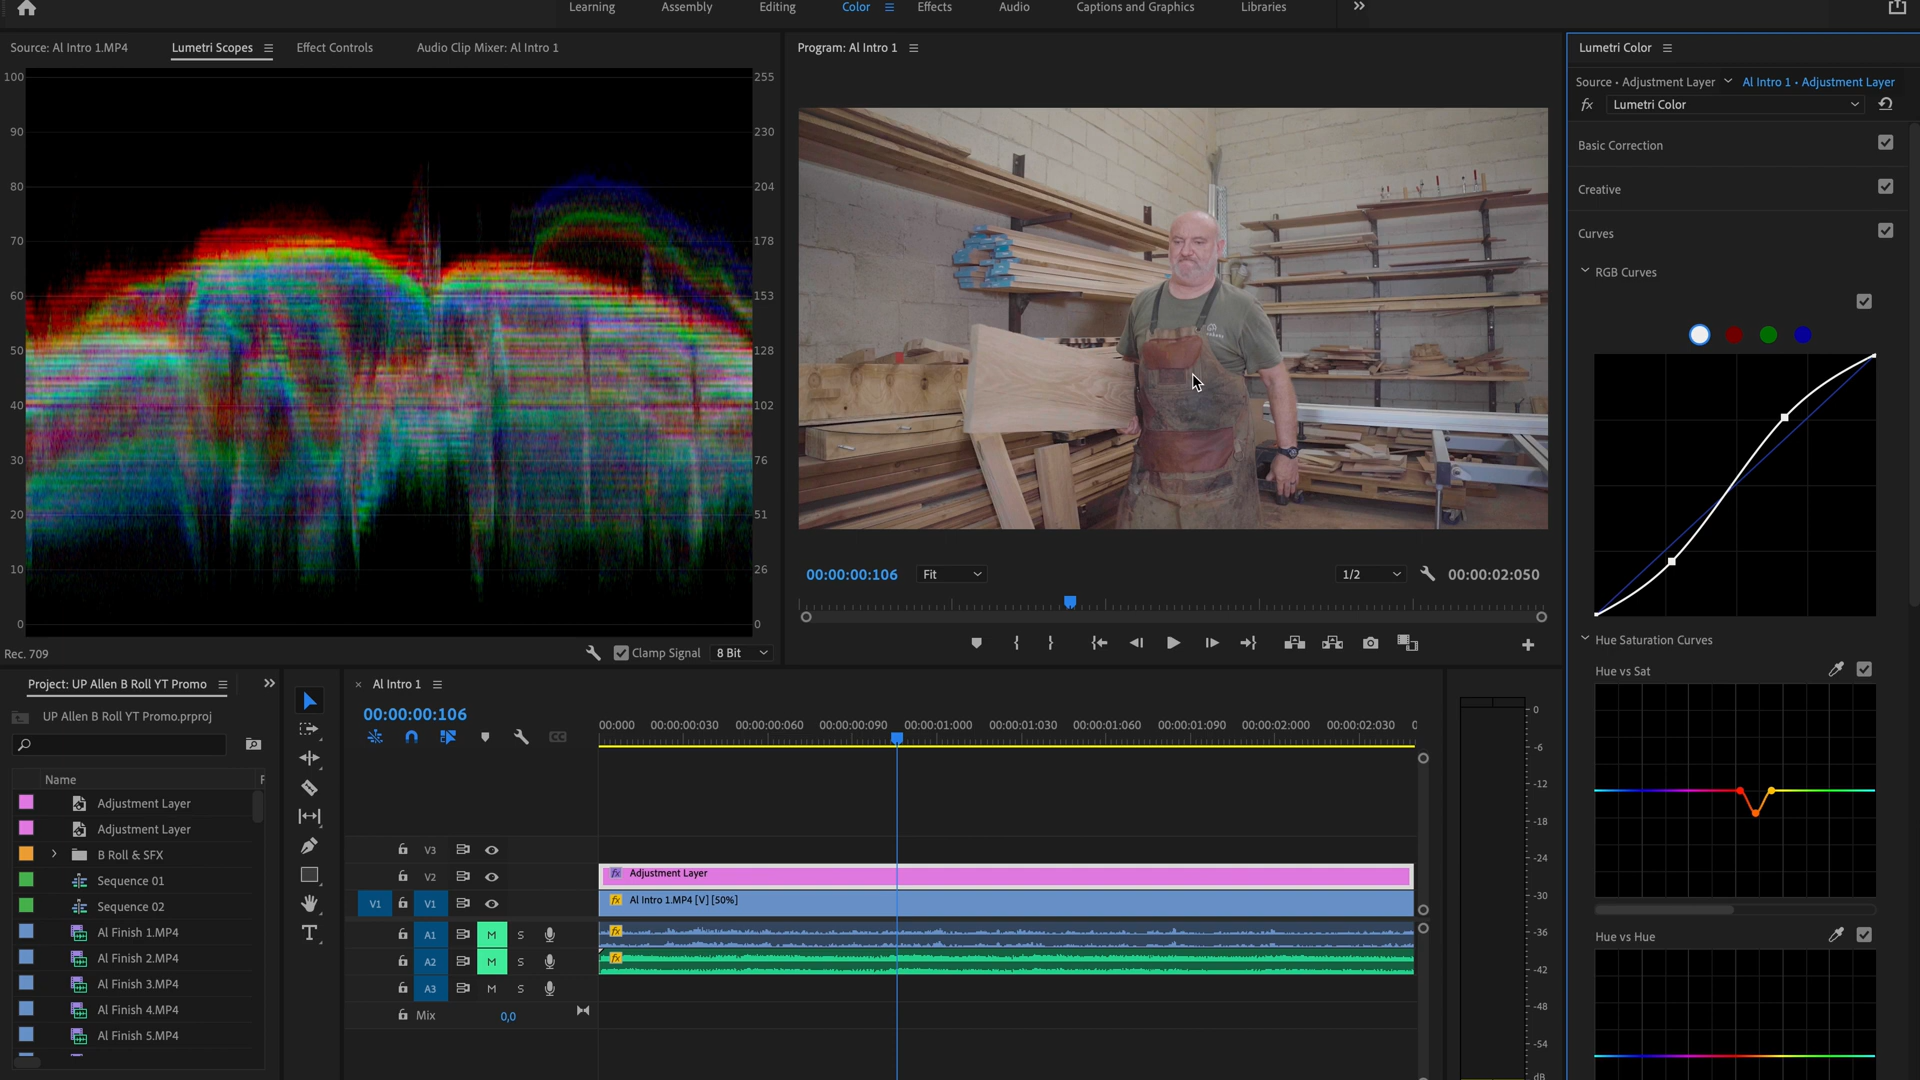 Learning Assembly Editing Color Effects Audio Captions and Graphics Libraries
Source: Al Intro 1.MP4 Lumetri Scopes Effect Controls Audio Clip Mixer: Al Intro 1
100 255
90 230
80 204
70 178
60 153
50 128
40 102
30 76
20 51
10 26
0 0
Rec. 709 Clamp Signal 8 Bit
Program: Al Intro 1
00:00:00:106 Fit 1/2 00:00:02:050
Lumetri Color
Source • Adjustment Layer Al Intro 1 • Adjustment Layer
fx Lumetri Color
Basic Correction
Creative
Curves
RGB Curves
Hue Saturation Curves
Hue vs Sat
Hue vs Hue
Project: UP Allen B Roll YT Promo
UP Allen B Roll YT Promo.prproj
Name
Adjustment Layer
Adjustment Layer
B Roll & SFX
Sequence 01
Sequence 02
Al Finish 1.MP4
Al Finish 2.MP4
Al Finish 3.MP4
Al Finish 4.MP4
Al Finish 5.MP4
T
× Al Intro 1
00:00:00:106
CC
00:000 00:00:00:030 00:00:00:060 00:00:00:090 00:00:01:000 00:00:01:030 00:00:01:060 00:00:01:090 00:00:02:000 00:00:02:030
V3
V2 fx Adjustment Layer
V1 V1 fx Al Intro 1.MP4 [V] [50%]
A1 M S fx
A2 M S fx
A3 M S
Mix 0,0
0
-6
-12
-18
-24
-30
-36
-42
-48
-54
dB